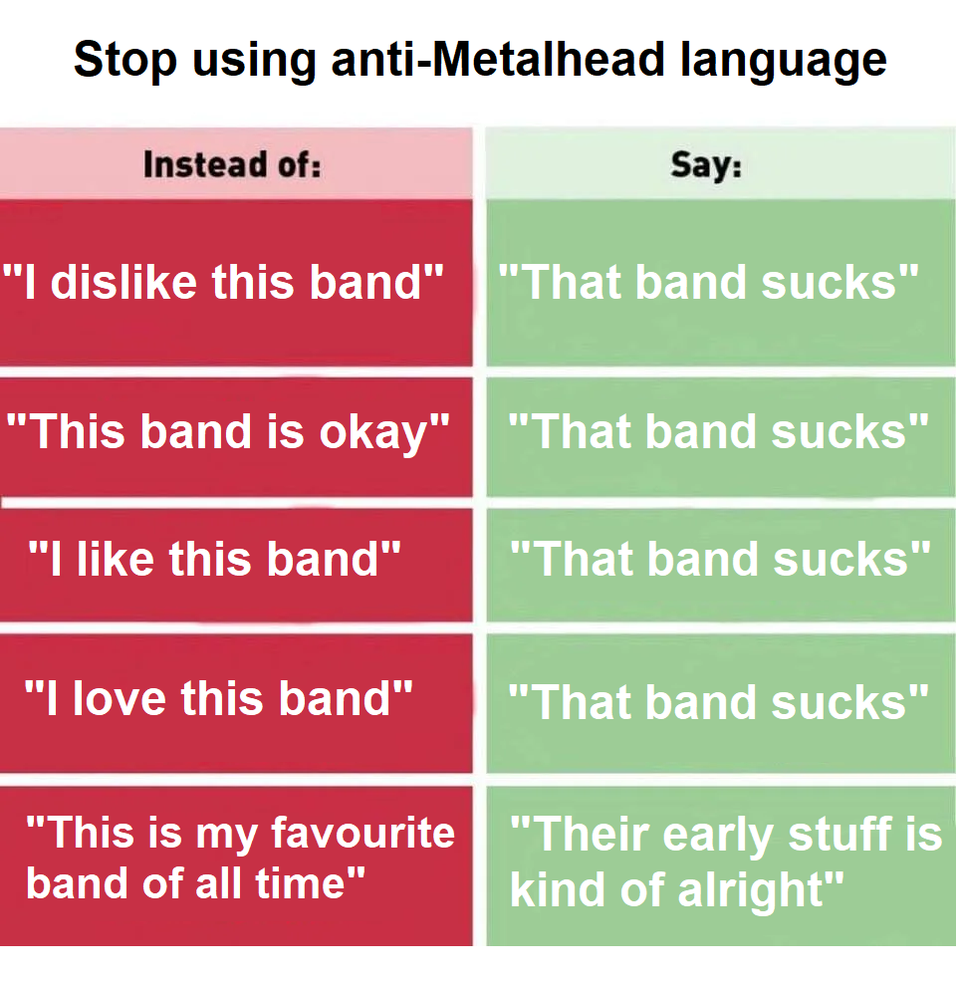 Stop using anti-Metalhead language
Instead of:
Say:
"I dislike this band"
"That band sucks"
"This band is okay"
"That band sucks"
"I like this band"
"That band sucks"
"I love this band"
"That band sucks"
"This is my favourite
band of all time"
"Their early stuff is
kind of alright"